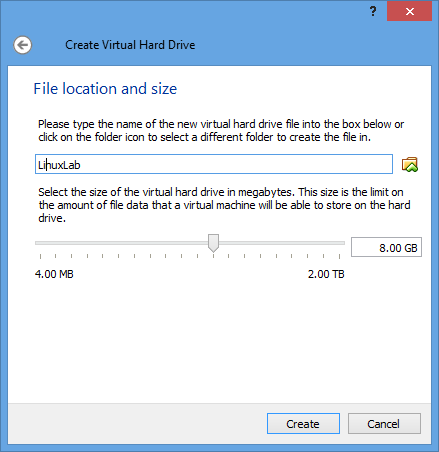 ?
Create Virtual Hard Drive
File location and size
Please type the name of the new virtual hard drive file into the box below or
click on the folder icon to select a different folder to create the file in.
LinuxLab
Select the size of the virtual hard drive in megabytes. This size is the limit on
the amount of file data that a virtual machine will be able to store on the hard
drive.
8.00 GB
4.00 MB 2.00 TB
Create Cancel